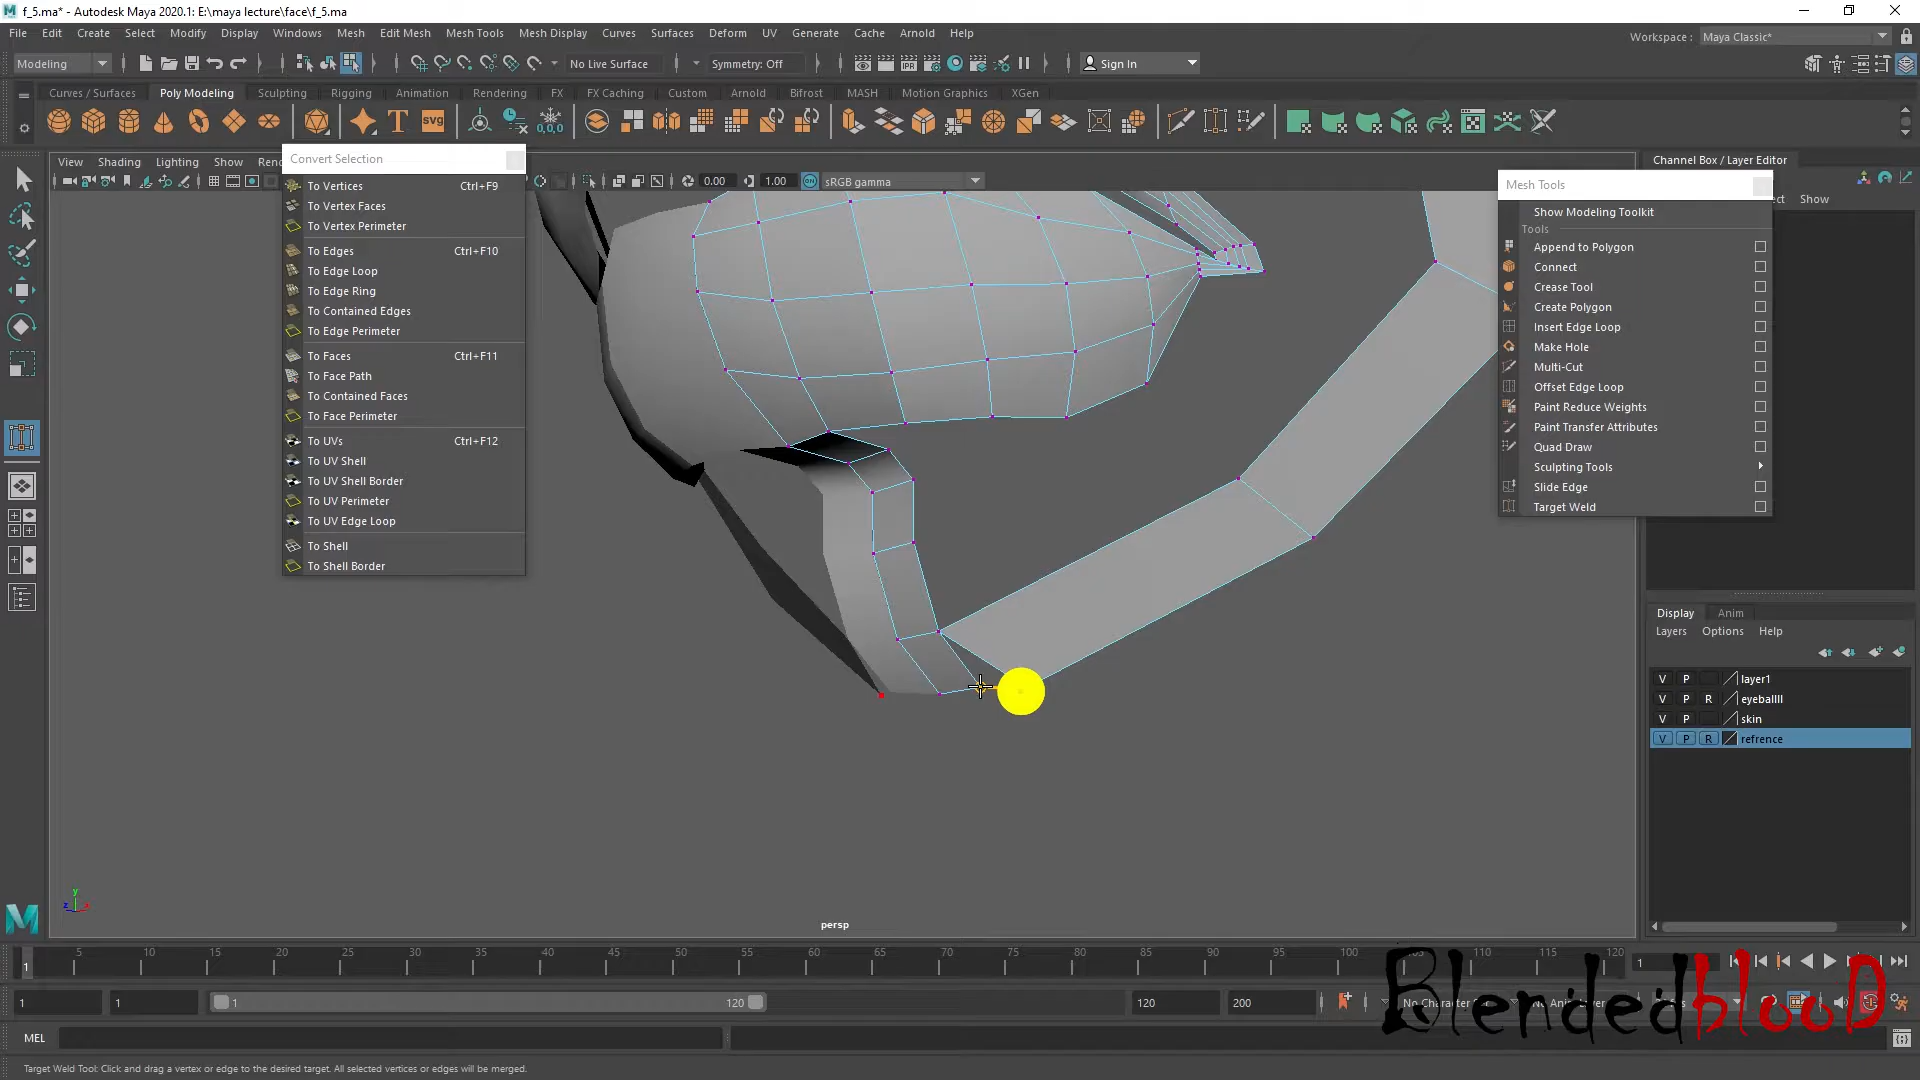 f_5.ma* - Autodesk Maya 2020.1: E:\maya lecture\face\f_5.ma
File Edit Create Select Modify Display Windows Mesh Edit Mesh Mesh Tools Mesh Display Curves Surfaces Deform UV Generate Cache Arnold Help
Workspace : Maya Classic*
Modeling No Live Surface Symmetry: Off Sign In
Curves / Surfaces Poly Modeling Sculpting Rigging Animation Rendering FX FX Caching Custom Arnold Bifrost MASH Motion Graphics XGen
T svg 0,0,0 IPR
View Shading Lighting Show
Channel Box / Layer Editor
0.00 1.00 ON sRGB gamma
Show
Convert Selection
To Vertices Ctrl+F9
To Vertex Faces
To Vertex Perimeter
To Edges Ctrl+F10
To Edge Loop
To Edge Ring
To Contained Edges
To Edge Perimeter
To Faces Ctrl+F11
To Face Path
To Contained Faces
To Face Perimeter
To UVs Ctrl+F12
To UV Shell
To UV Shell Border
To UV Perimeter
To UV Edge Loop
To Shell
To Shell Border
Mesh Tools
Show Modeling Toolkit
Tools
Append to Polygon
Connect
Crease Tool
Create Polygon
Insert Edge Loop
Make Hole
Multi-Cut
Offset Edge Loop
Paint Reduce Weights
Paint Transfer Attributes
Quad Draw
Sculpting Tools
Slide Edge
Target Weld
Display Anim
Layers Options Help
V P layer1
V P R eyeballll
V P skin
V P R refrence
y
z x
persp
5 10 15 20 25 30 35 40 45 50 55 60 65 70 75 80 85 90 95 100 105 110 115 120
1 1
1 1 1 120 120 200 No Anim Layer
BlendedblooD
MEL
Target Weld Tool: Click and drag a vertex or edge to the desired target. All selected vertices or edges will be merged.